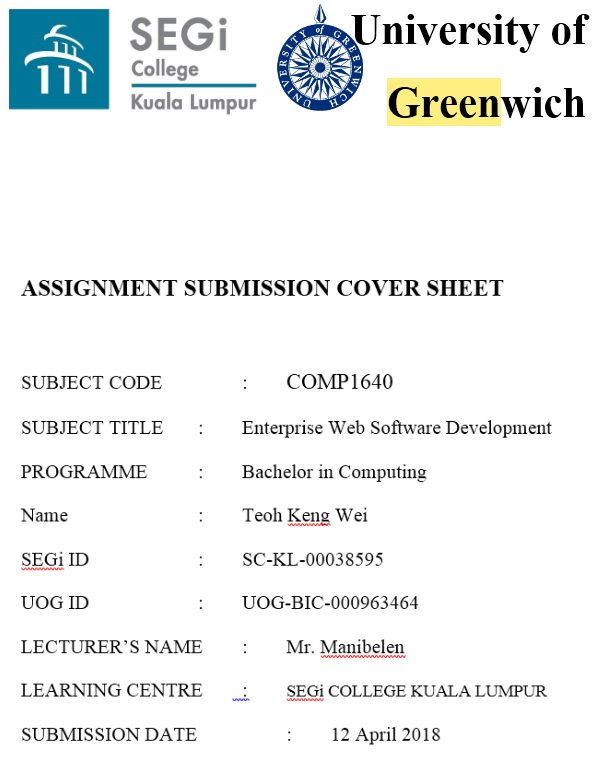 SEGi
College
Kuala Lumpur
UNIVERSITY OF GREENWICH
University of
Greenwich
ASSIGNMENT SUBMISSION COVER SHEET
SUBJECT CODE : COMP1640
SUBJECT TITLE : Enterprise Web Software Development
PROGRAMME : Bachelor in Computing
Name : Teoh Keng Wei
SEGi ID : SC-KL-00038595
UOG ID : UOG-BIC-000963464
LECTURER’S NAME : Mr. Manibelen
LEARNING CENTRE : SEGi COLLEGE KUALA LUMPUR
SUBMISSION DATE : 12 April 2018